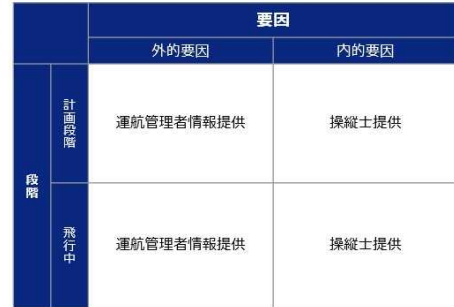 要因
外的要因 内的要因
段階
計画段階
運航管理者情報提供 操縦士提供
飛行中
運航管理者情報提供 操縦士提供